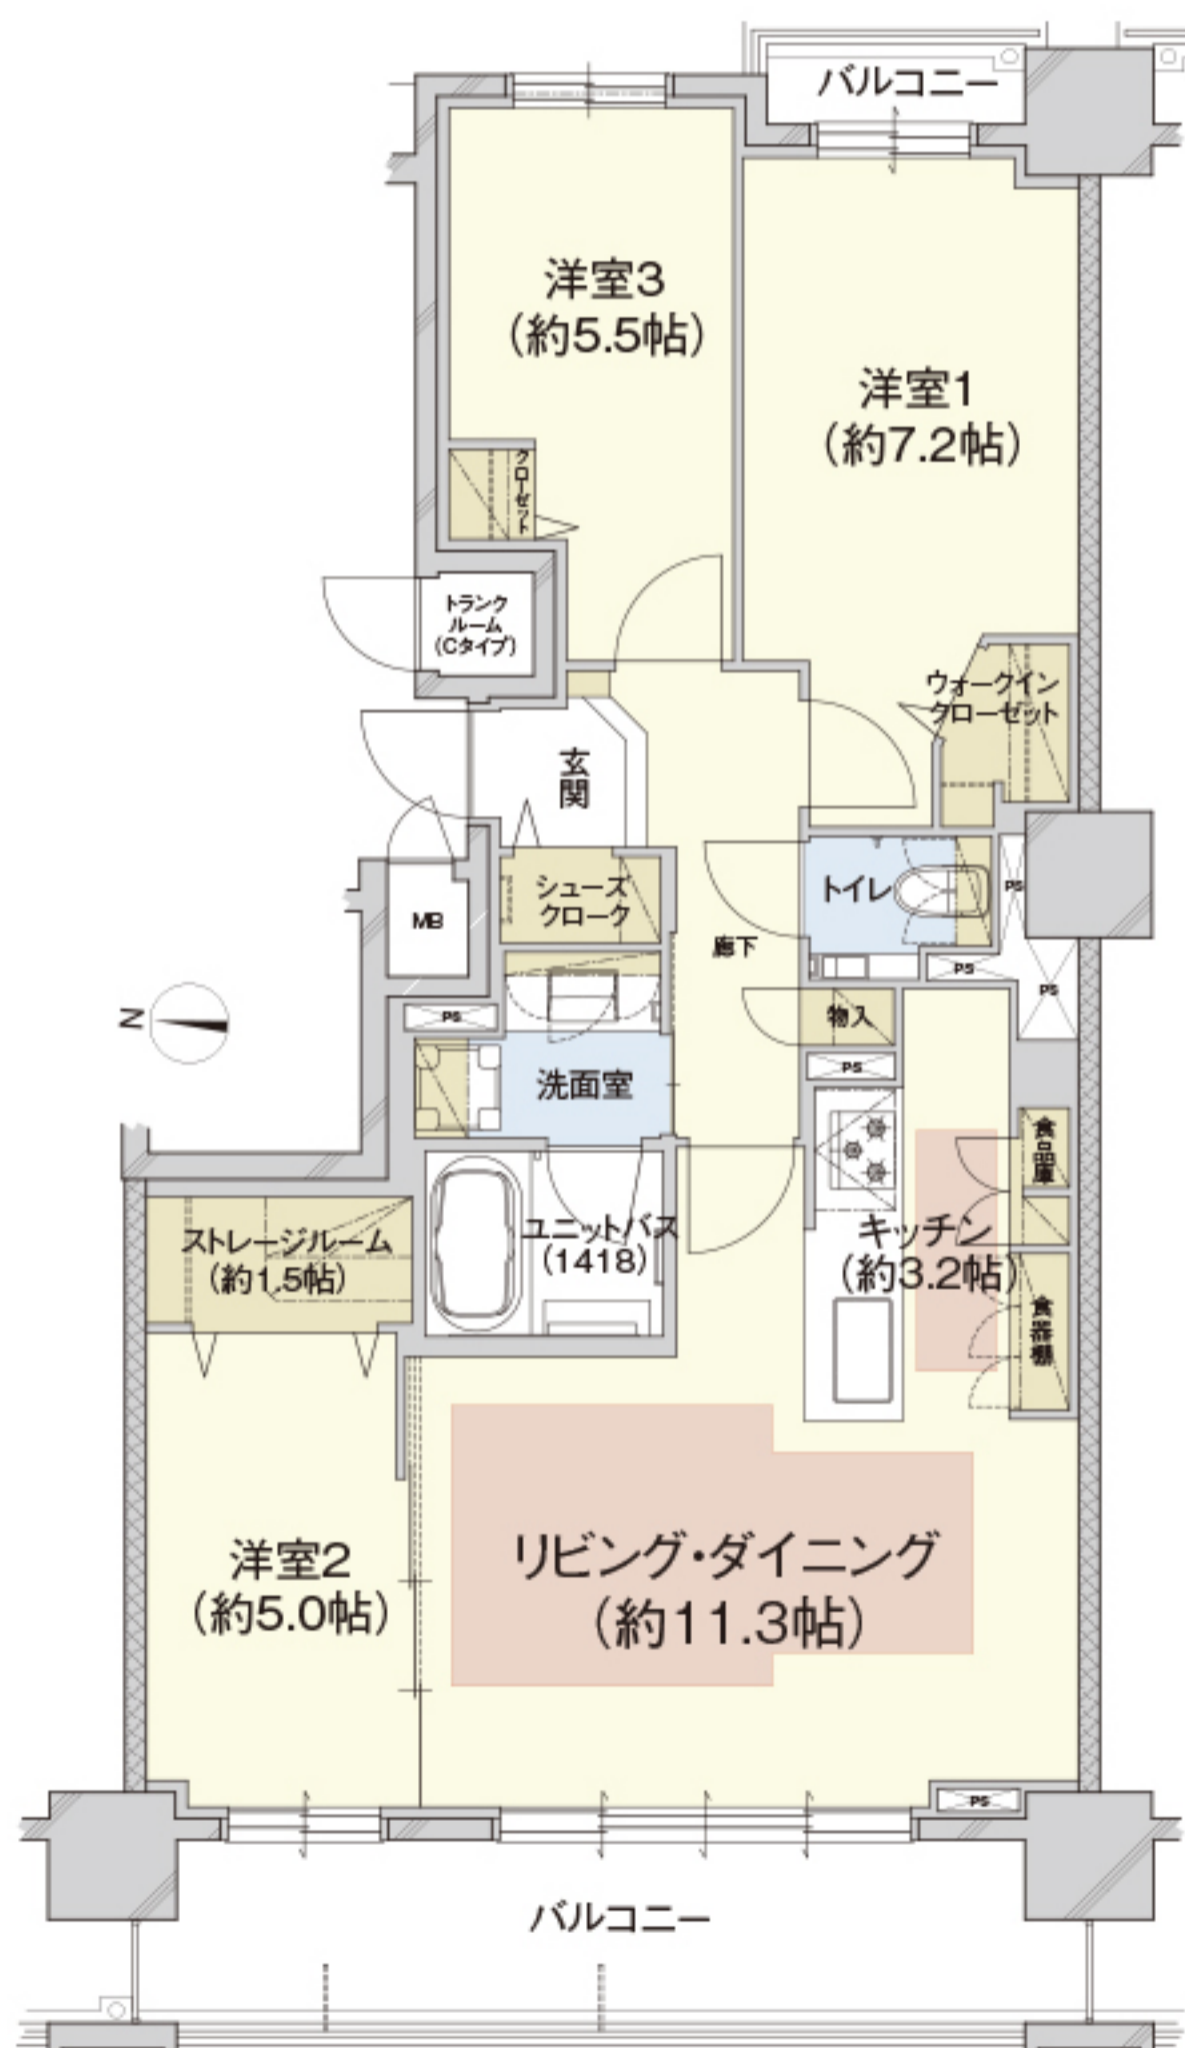 バルコニー
洋室3
(約5.5帖)
洋室1
(約7.2帖)
クローゼット
トランク
ルーム
(Cタイプ)
ウォークイン
クローゼット
玄関
シューズ
クローク
トイレ
PS
MB
廊下
PS
PS
N
PS
物入
洗面室
PS
食品庫
ストレージルーム
(約1.5帖)
ユニットバス
(1418)
キッチン
(約3.2帖)
食器棚
洋室2
(約5.0帖)
リビング・ダイニング
(約11.3帖)
PS
バルコニー